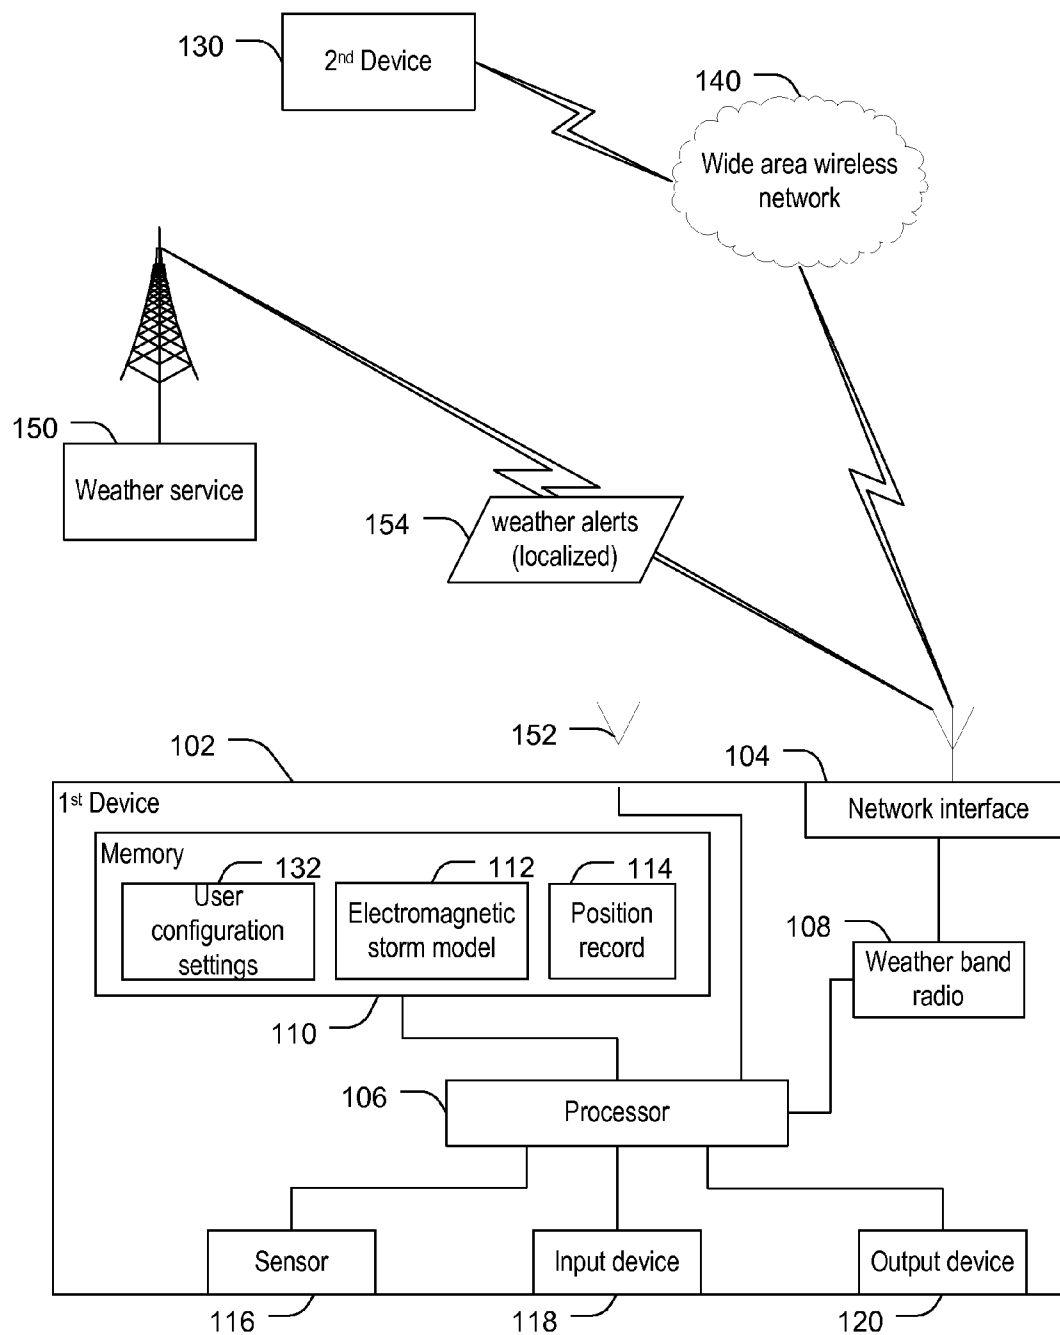 130
2nd Device
140
Wide area wireless
network
150
Weather service
154
weather alerts
(localized)
152
102
104
1st Device
Network interface
Memory
132
112
114
User
configuration
settings
Electromagnetic
storm model
Position
record
108
Weather band
radio
110
106
Processor
Sensor
Input device
Output device
116
118
120